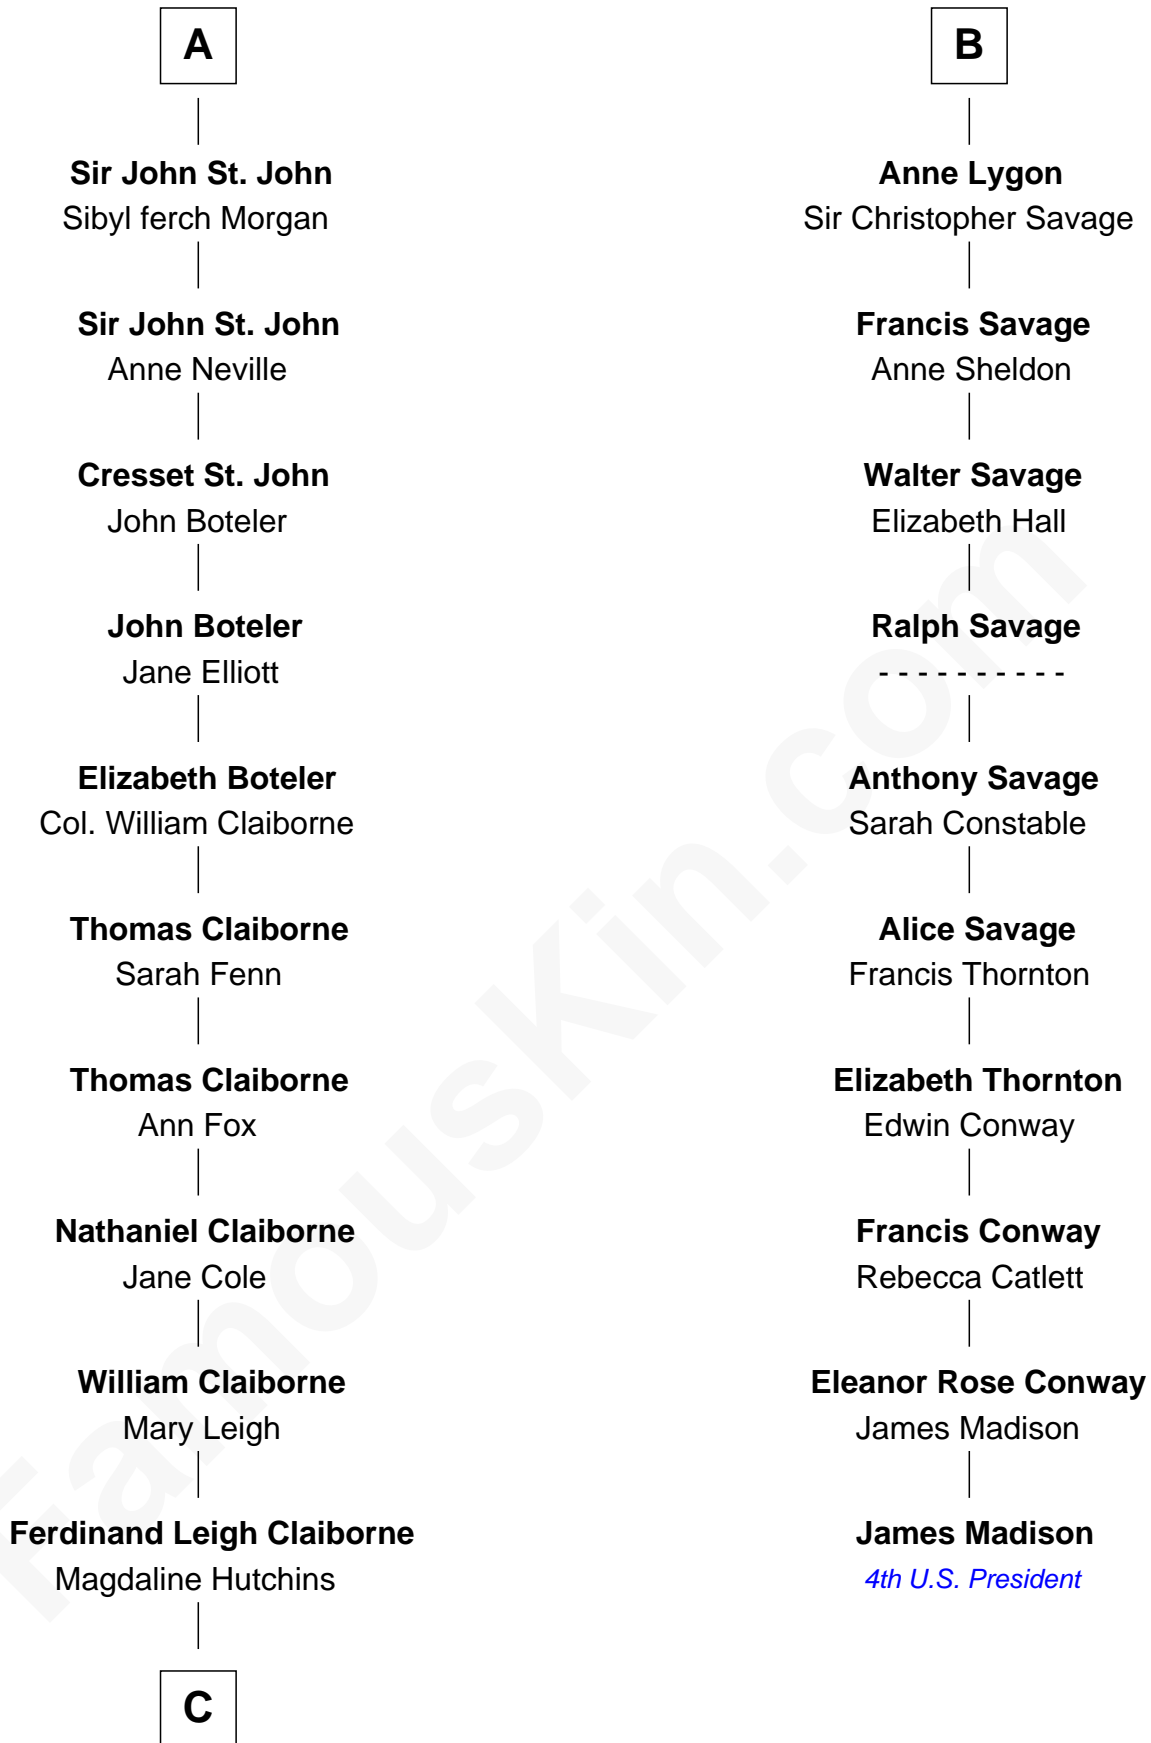 A
Sir John St. John
Sibyl ferch Morgan
Sir John St. John
Anne Neville
Cresset St. John
John Boteler
John Boteler
Jane Elliott
Elizabeth Boteler
Col. William Claiborne
Thomas Claiborne
Sarah Fenn
Thomas Claiborne
Ann Fox
Nathaniel Claiborne
Jane Cole
William Claiborne
Mary Leigh
Ferdinand Leigh Claiborne
Magdaline Hutchins
C
B
Anne Lygon
Sir Christopher Savage
Francis Savage
Anne Sheldon
Walter Savage
Elizabeth Hall
Ralph Savage
- - - - - - - - - -
Anthony Savage
Sarah Constable
Alice Savage
Francis Thornton
Elizabeth Thornton
Edwin Conway
Francis Conway
Rebecca Catlett
Eleanor Rose Conway
James Madison
James Madison
4th U.S. President
FamousKin.com